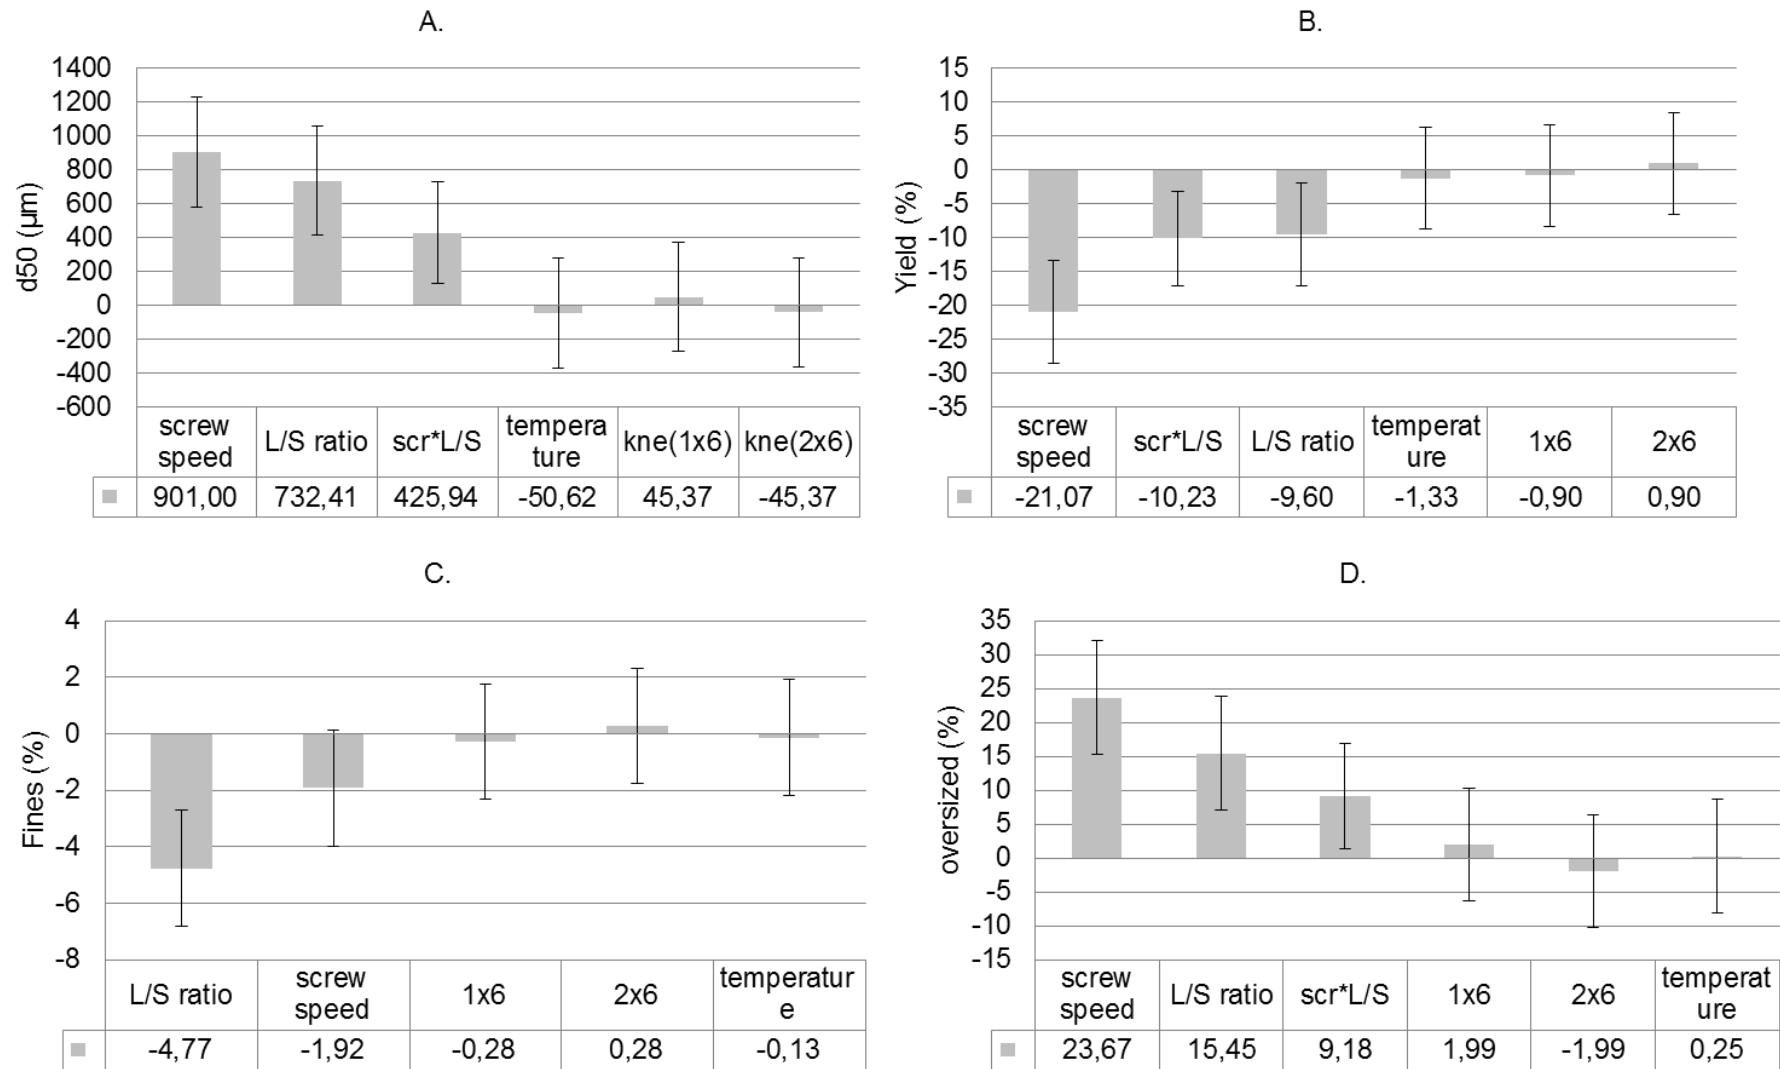 A.
d50 (µm)
1400
1200
1000
800
600
400
200
0
-200
-400
-600
screw speed L/S ratio scr*L/S tempera ture kne(1x6) kne(2x6)
901,00 732,41 425,94 -50,62 45,37 -45,37
B.
Yield (%)
15
10
5
0
-5
-10
-15
-20
-25
-30
-35
screw speed scr*L/S L/S ratio temperat ure 1x6 2x6
-21,07 -10,23 -9,60 -1,33 -0,90 0,90
C.
Fines (%)
4
2
0
-2
-4
-6
-8
L/S ratio screw speed 1x6 2x6 temperatur e
-4,77 -1,92 -0,28 0,28 -0,13
D.
oversized (%)
35
30
25
20
15
10
5
0
-5
-10
-15
screw speed L/S ratio scr*L/S 1x6 2x6 temperat ure
23,67 15,45 9,18 1,99 -1,99 0,25